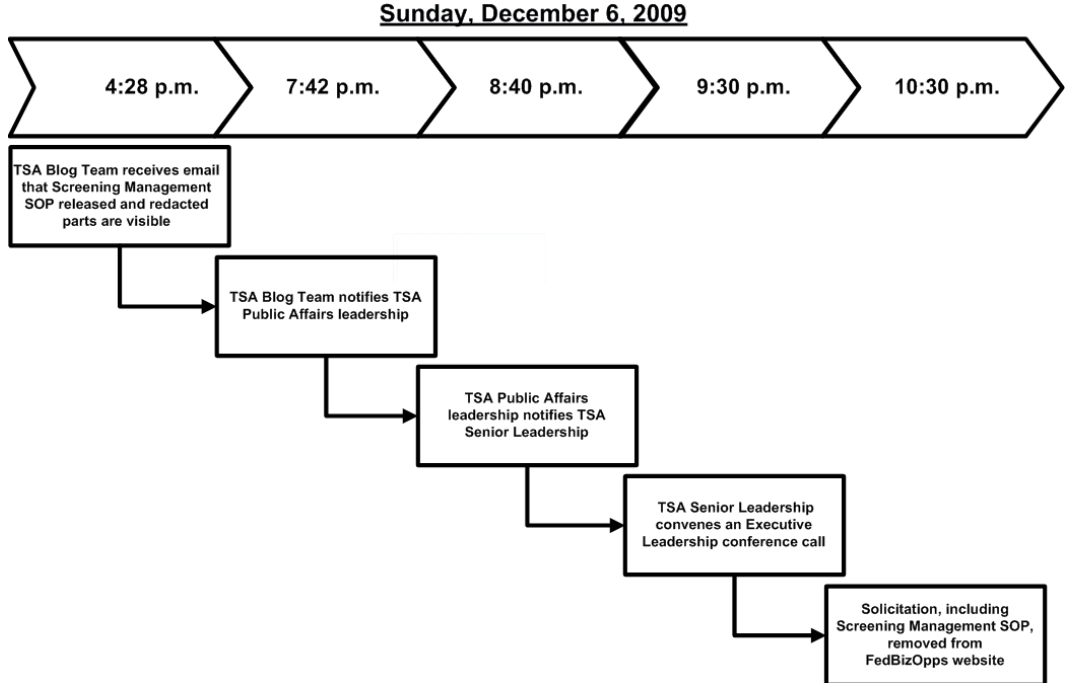 Sunday, December 6, 2009
4:28 p.m.
7:42 p.m.
8:40 p.m.
9:30 p.m.
10:30 p.m.
TSA Blog Team receives email
that Screening Management
SOP released and redacted
parts are visible
TSA Blog Team notifies TSA
Public Affairs leadership
TSA Public Affairs
leadership notifies TSA
Senior Leadership
TSA Senior Leadership
convenes an Executive
Leadership conference call
Solicitation, including
Screening Management SOP,
removed from
FedBizOpps website